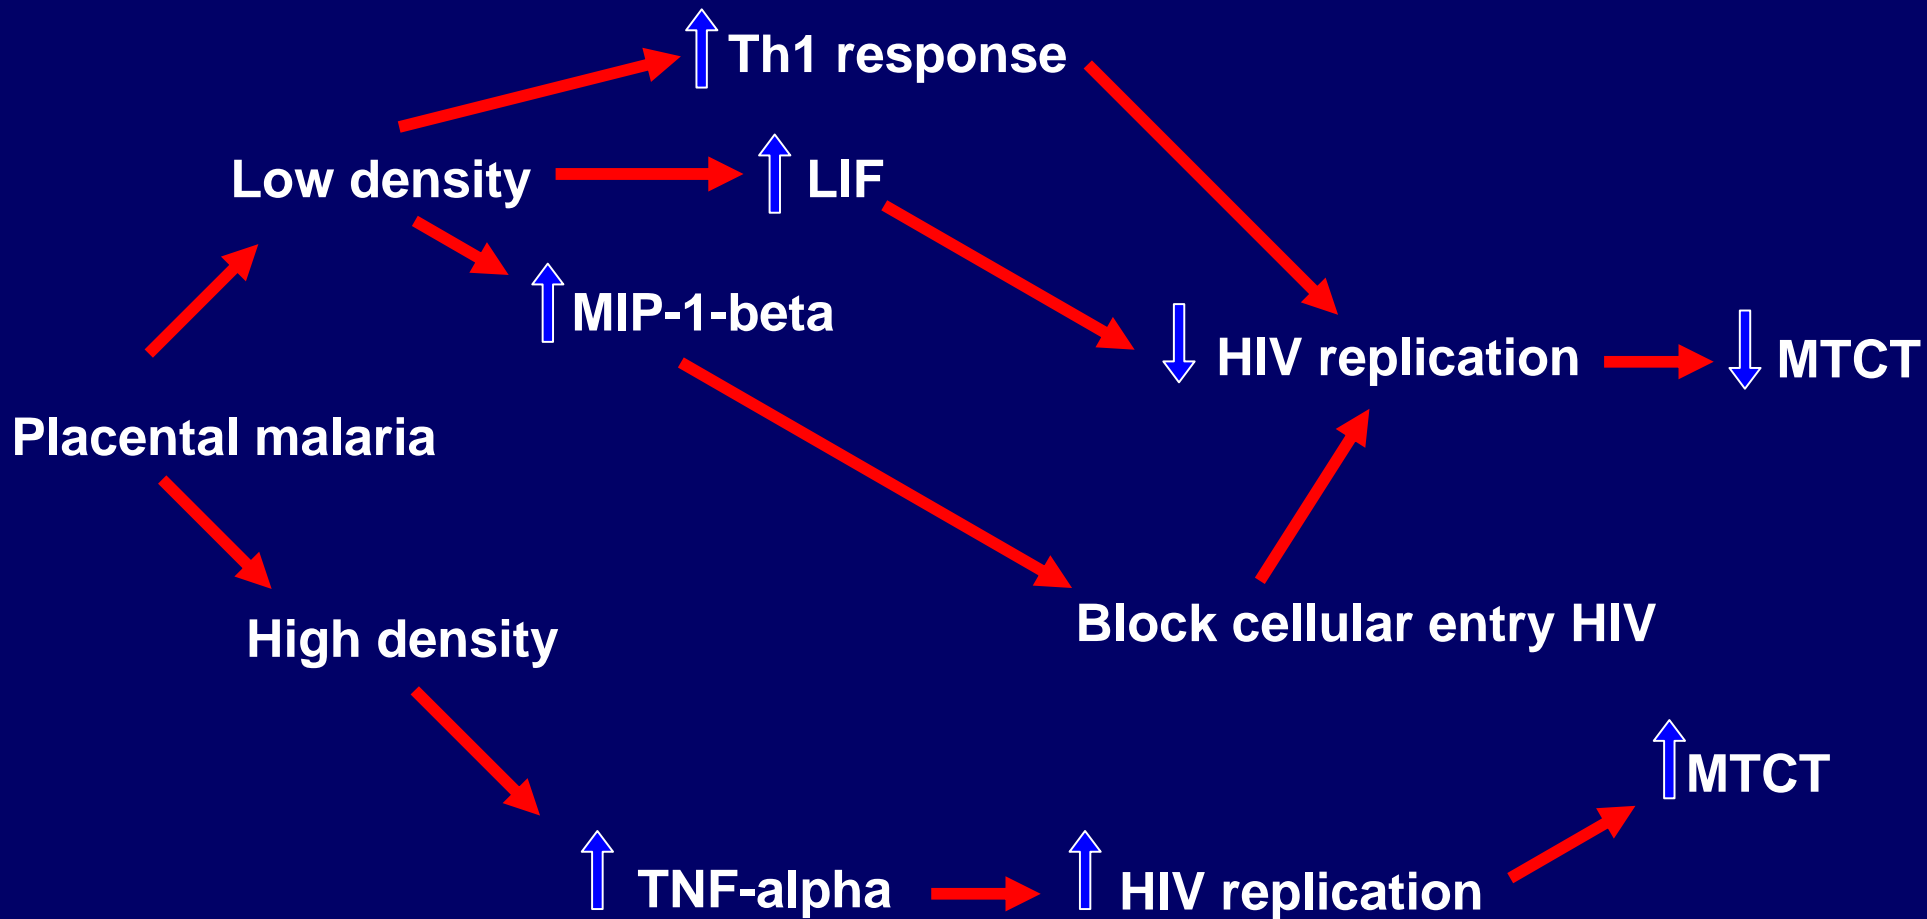 Th1 response
Low density
LIF
MIP-1-beta
HIV replication
MTCT
Placental malaria
High density
Block cellular entry HIV
MTCT
TNF-alpha
HIV replication